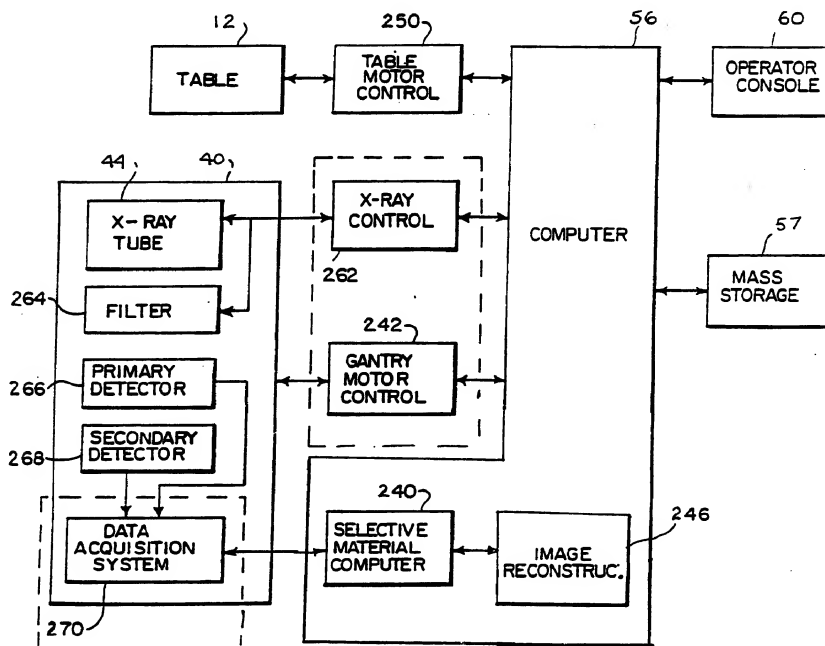 12
250
56
60
TABLE
TABLE
MOTOR
CONTROL
OPERATOR
CONSOLE
44
40
X-RAY
TUBE
X-RAY
CONTROL
262
COMPUTER
57
MASS
STORAGE
264
FILTER
242
GANTRY
MOTOR
CONTROL
266
PRIMARY
DETECTOR
268
SECONDARY
DETECTOR
240
246
DATA
ACQUISITION
SYSTEM
SELECTIVE
MATERIAL
COMPUTER
IMAGE
RECONSTRUC.
270